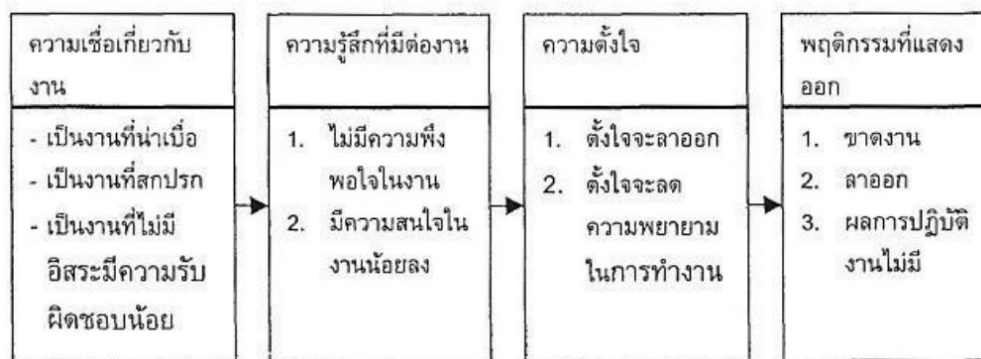 ความเชื่อเกี่ยวกับ
งาน
- เป็นงานที่น่าเบื่อ
- เป็นงานที่สกปรก
- เป็นงานที่ไม่มี
อิสระมีความรับ
ผิดชอบน้อย
ความรู้สึกที่มีต่องาน
1. ไม่มีความพึง
พอใจในงาน
2. มีความสนใจใน
งานน้อยลง
ความตั้งใจ
1. ตั้งใจจะลาออก
2. ตั้งใจจะลด
ความพยายาม
ในการทำงาน
พฤติกรรมที่แสดง
ออก
1. ขาดงาน
2. ลาออก
3. ผลการปฏิบัติ
งานไม่มี